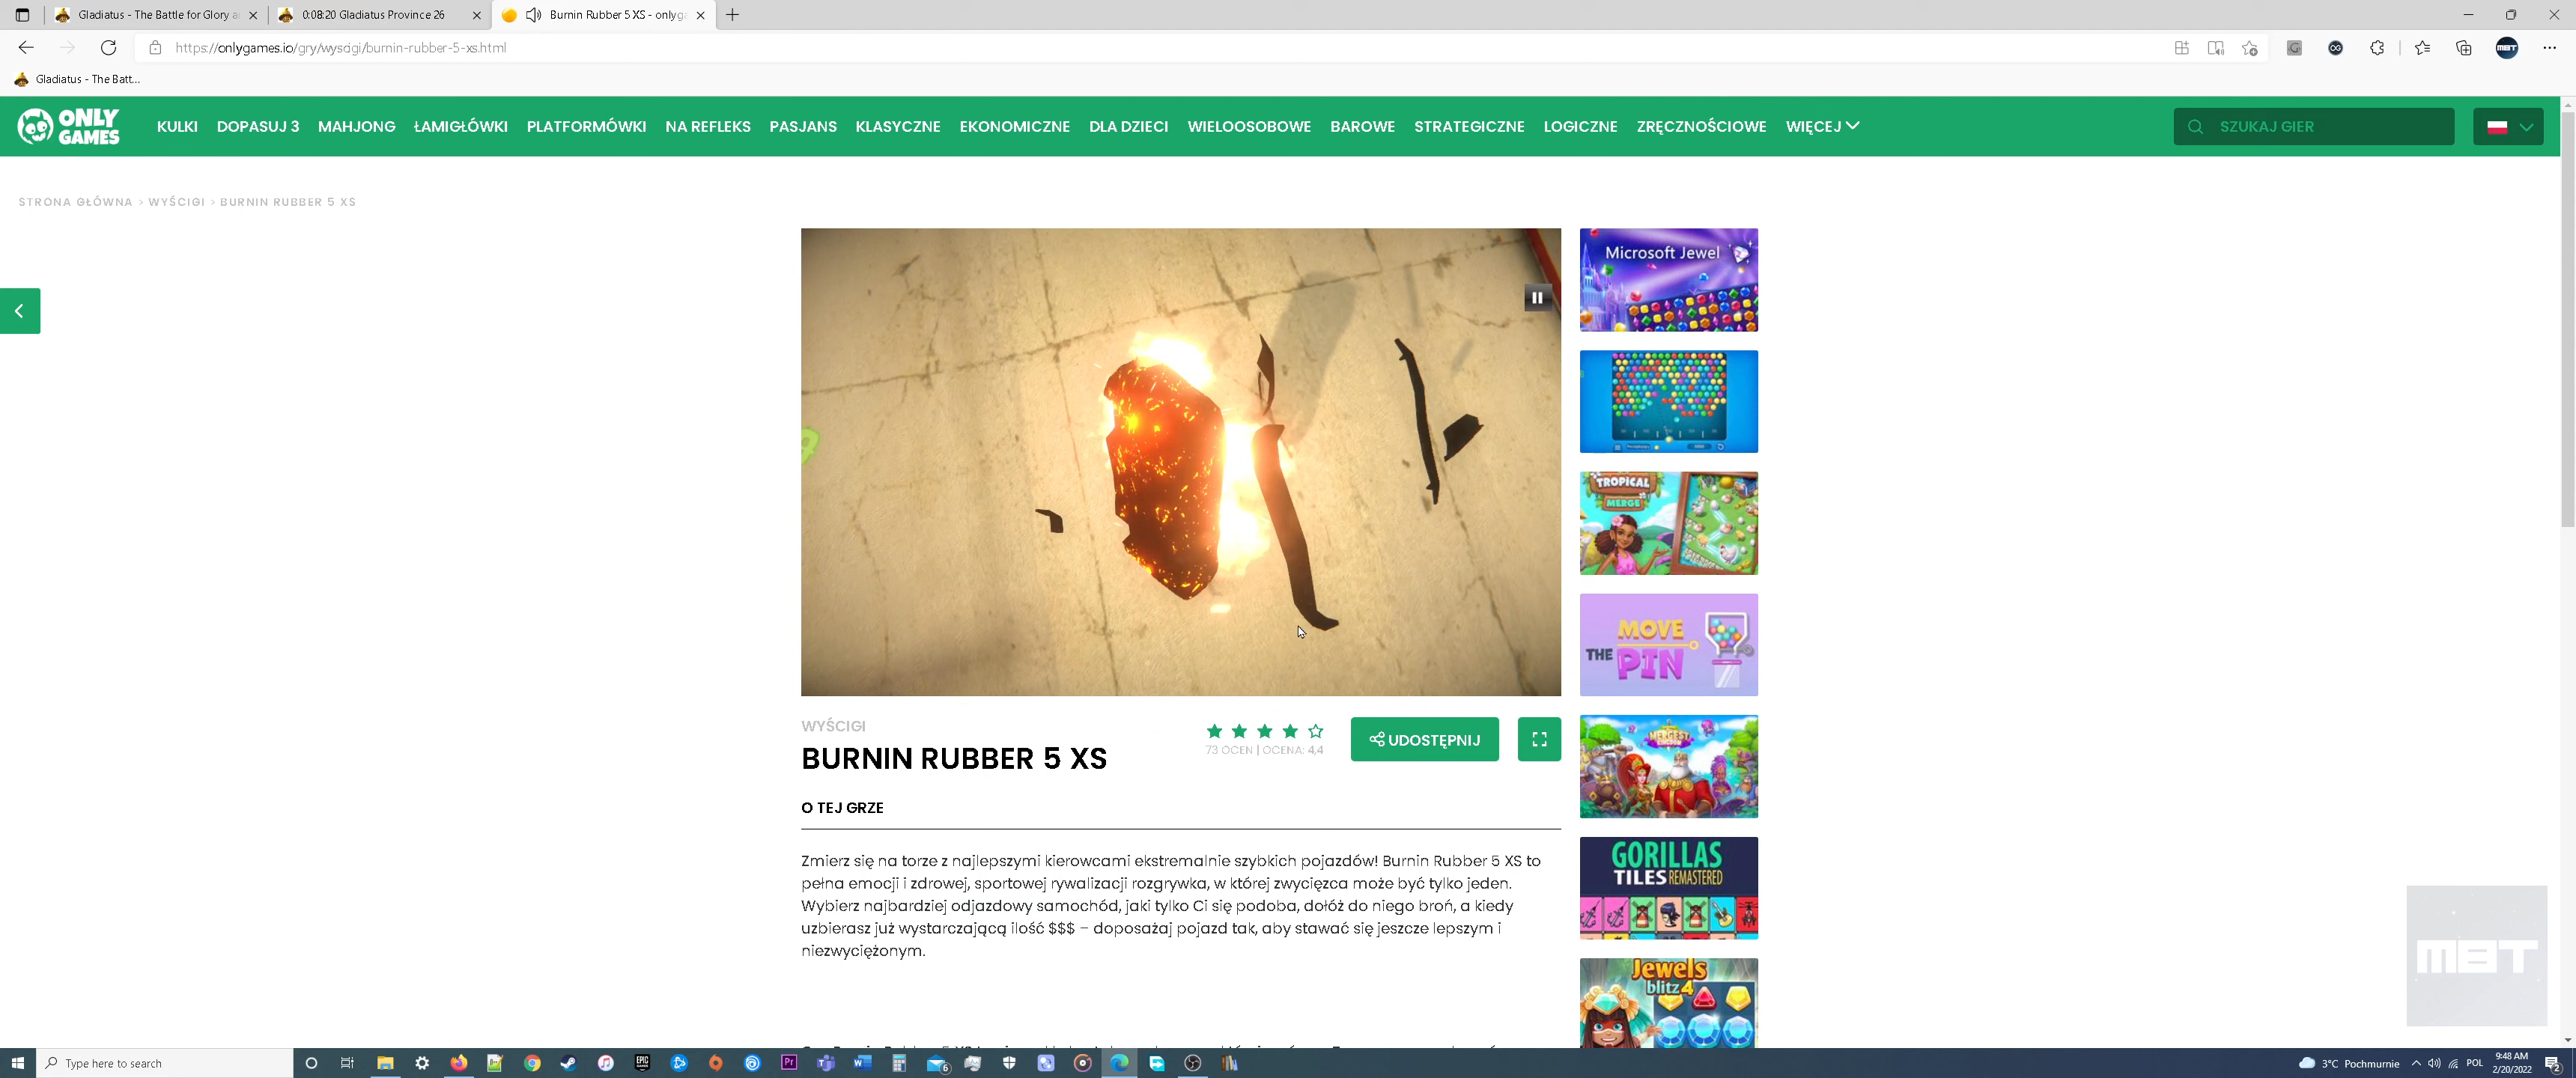 Gladiatus - The Battle for Glory a
0:08:20 Gladiatus Province 26
Burnin Rubber 5 XS - onlyga
https://onlygames.io/gry/wyscigi/burnin-rubber-5-xs.html
MBT
Gladiatus - The Batt...
ONLY GAMES
KULKI DOPASUJ 3 MAHJONG ŁAMIGŁÓWKI PLATFORMÓWKI NA REFLEKS PASJANS KLASYCZNE EKONOMICZNE DLA DZIECI WIELOOSOBOWE BAROWE STRATEGICZNE LOGICZNE ZRĘCZNOŚCIOWE WIĘCEJ
SZUKAJ GIER
STRONA GŁÓWNA > WYŚCIGI > BURNIN RUBBER 5 XS
Microsoft Jewel
TROPICAL
MERGE
MOVE
THE PIN
WYŚCIGI
BURNIN RUBBER 5 XS
73 OCEN | OCENA: 4,4
UDOSTĘPNIJ
O TEJ GRZE
Zmierz się na torze z najlepszymi kierowcami ekstremalnie szybkich pojazdów! Burnin Rubber 5 XS to
pełna emocji i zdrowej, sportowej rywalizacji rozgrywka, w której zwycięzca może być tylko jeden.
Wybierz najbardziej odjazdowy samochód, jaki tylko Ci się podoba, dołóż do niego broń, a kiedy
uzbierasz już wystarczającą ilość $$$ – doposażaj pojazd tak, aby stawać się jeszcze lepszym i
niezwyciężonym.
GORILLAS
TILES REMASTERED
Jewels
blitz 4
MBT
Type here to search
EPIC
Pr
6
3°C Pochmurnie
POL
9:48 AM
2/20/2022
2